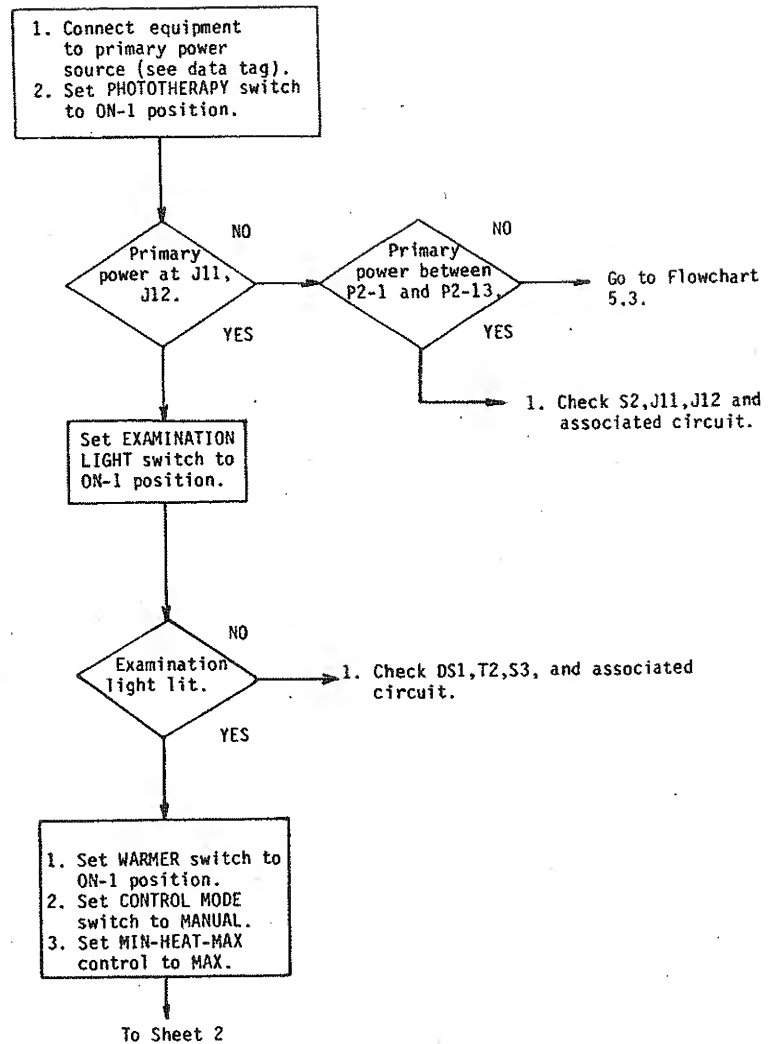 1. Connect equipment
to primary power
source (see data tag).
2. Set PHOTOTHERAPY switch
to ON-1 position.
NO
Primary
power at J11,
J12.
YES
NO
Primary
power between
P2-1 and P2-13.
YES
Go to Flowchart
5.3.
1. Check S2,J11,J12 and
associated circuit.
Set EXAMINATION
LIGHT switch to
ON-1 position.
NO
Examination
light lit.
YES
1. Check DS1,T2,S3, and associated
circuit.
1. Set WARMER switch to
ON-1 position.
2. Set CONTROL MODE
switch to MANUAL.
3. Set MIN-HEAT-MAX
control to MAX.
To Sheet 2